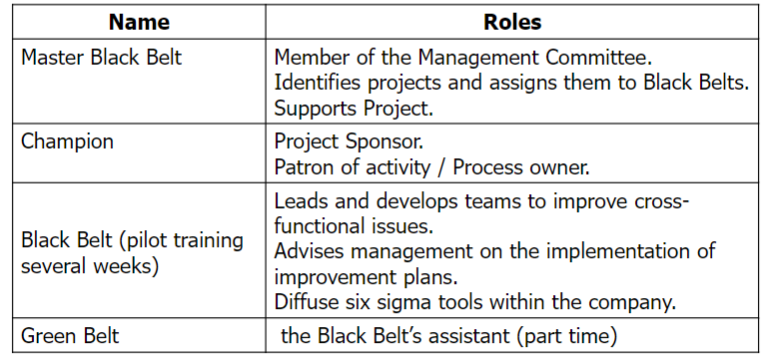 Name Roles
Master Black Belt Member of the Management Committee.
Identifies projects and assigns them to Black Belts.
Supports Project.
Champion Project Sponsor.
Patron of activity / Process owner.
Black Belt (pilot training several weeks) Leads and develops teams to improve cross-
functional issues.
Advises management on the implementation of
improvement plans.
Diffuse six sigma tools within the company.
Green Belt the Black Belt’s assistant (part time)